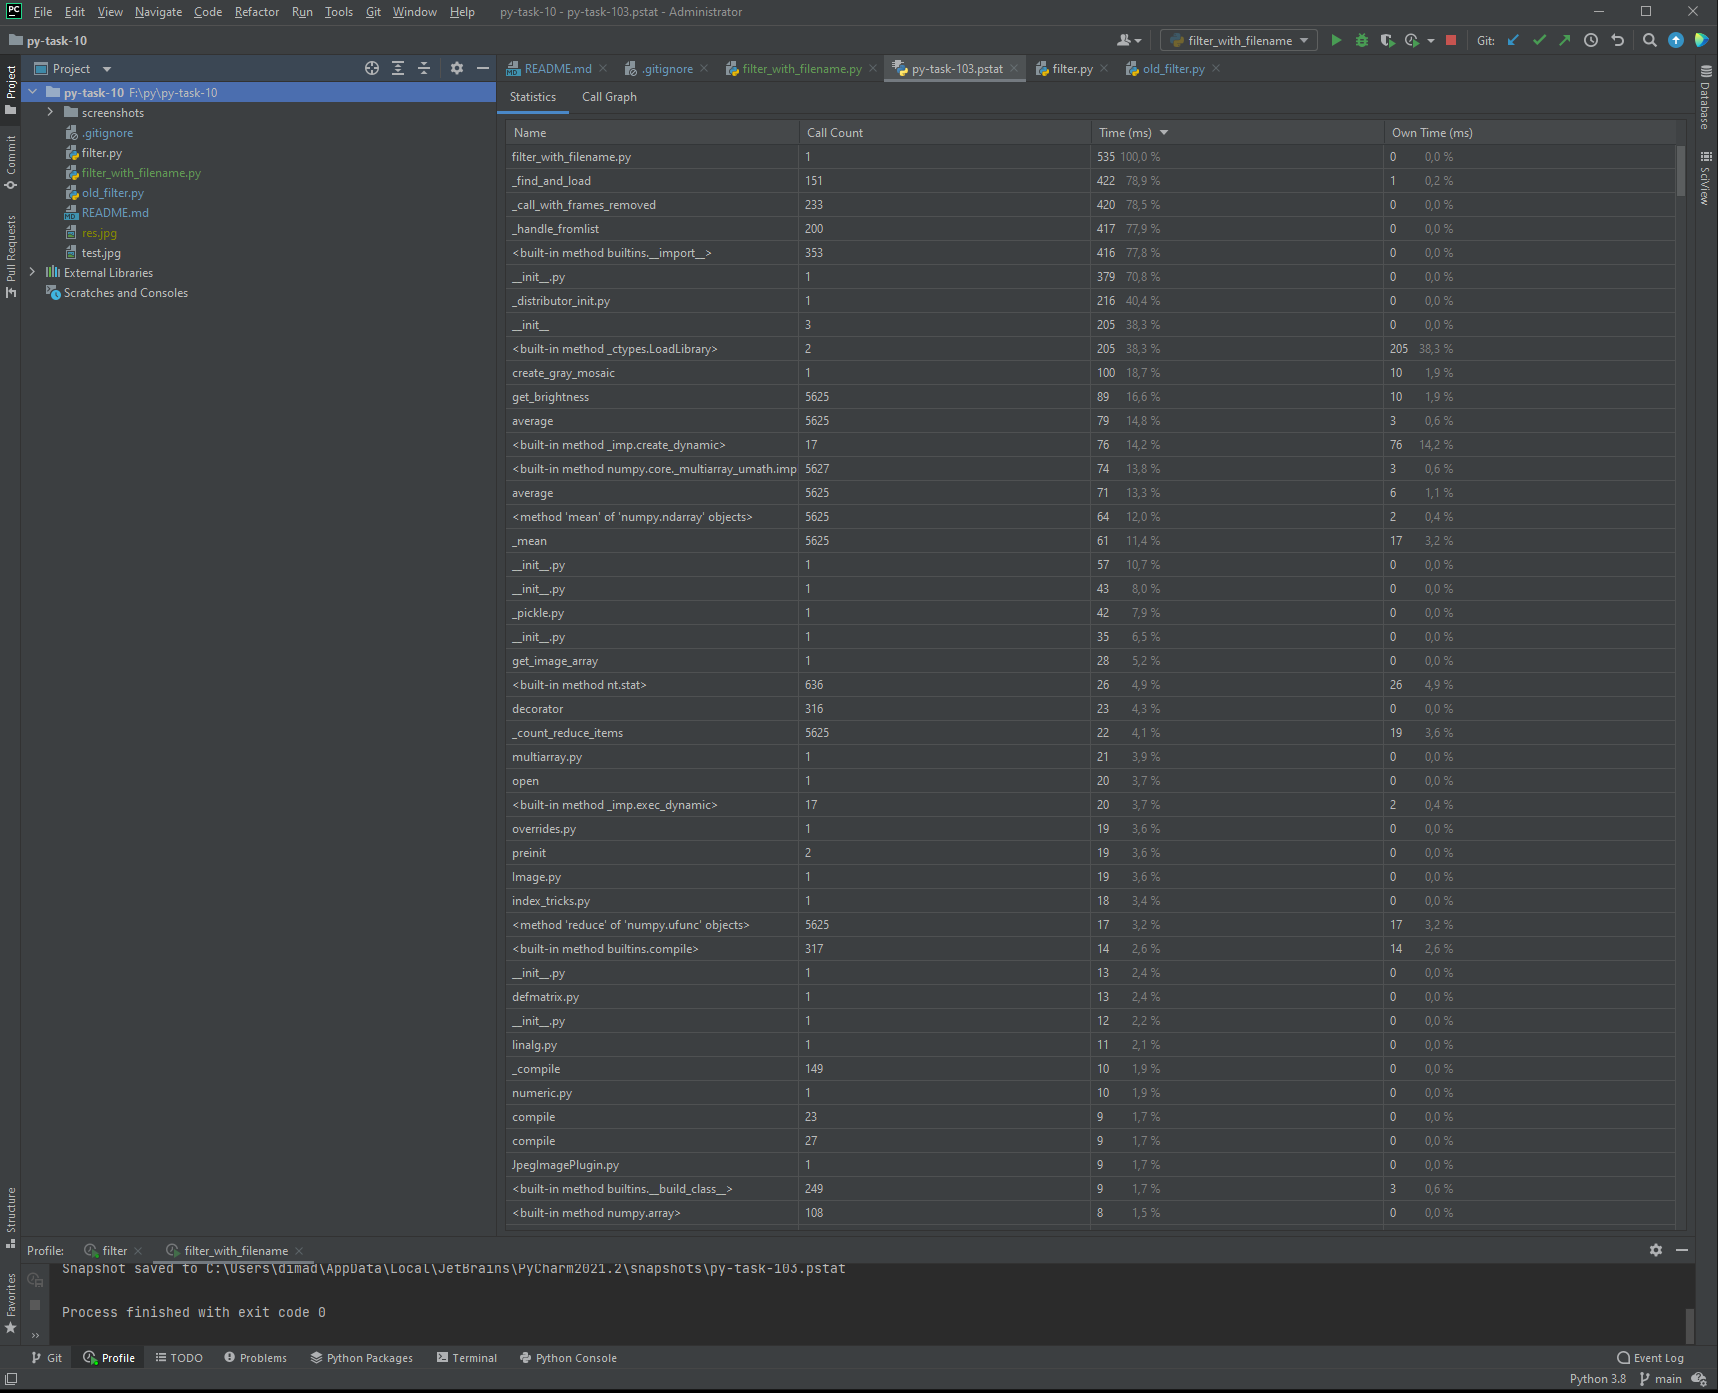 PC File Edit View Navigate Code Refactor Run Tools Git Window Help py-task-10 - py-task-103.pstat - Administrator
py-task-10 filter_with_filename Git:
Project README.md .gitignore filter_with_filename.py py-task-103.pstat filter.py old_filter.py
py-task-10 F:\py\py-task-10
screenshots
.gitignore
filter.py
filter_with_filename.py
old_filter.py
README.md
res.jpg
test.jpg
External Libraries
Scratches and Consoles
Project
Commit
Pull Requests
Structure
Favorites
Database
SciView
Statistics Call Graph
Name Call Count Time (ms) Own Time (ms)
filter_with_filename.py 1 535 100,0 % 0 0,0 %
_find_and_load 151 422 78,9 % 1 0,2 %
_call_with_frames_removed 233 420 78,5 % 0 0,0 %
_handle_fromlist 200 417 77,9 % 0 0,0 %
<built-in method builtins.__import__> 353 416 77,8 % 0 0,0 %
__init__.py 1 379 70,8 % 0 0,0 %
_distributor_init.py 1 216 40,4 % 0 0,0 %
__init__ 3 205 38,3 % 0 0,0 %
<built-in method _ctypes.LoadLibrary> 2 205 38,3 % 205 38,3 %
create_gray_mosaic 1 100 18,7 % 10 1,9 %
get_brightness 5625 89 16,6 % 10 1,9 %
average 5625 79 14,8 % 3 0,6 %
<built-in method _imp.create_dynamic> 17 76 14,2 % 76 14,2 %
<built-in method numpy.core._multiarray_umath.imp 5627 74 13,8 % 3 0,6 %
average 5625 71 13,3 % 6 1,1 %
<method 'mean' of 'numpy.ndarray' objects> 5625 64 12,0 % 2 0,4 %
_mean 5625 61 11,4 % 17 3,2 %
__init__.py 1 57 10,7 % 0 0,0 %
__init__.py 1 43 8,0 % 0 0,0 %
_pickle.py 1 42 7,9 % 0 0,0 %
__init__.py 1 35 6,5 % 0 0,0 %
get_image_array 1 28 5,2 % 0 0,0 %
<built-in method nt.stat> 636 26 4,9 % 26 4,9 %
decorator 316 23 4,3 % 0 0,0 %
_count_reduce_items 5625 22 4,1 % 19 3,6 %
multiarray.py 1 21 3,9 % 0 0,0 %
open 1 20 3,7 % 0 0,0 %
<built-in method _imp.exec_dynamic> 17 20 3,7 % 2 0,4 %
overrides.py 1 19 3,6 % 0 0,0 %
preinit 2 19 3,6 % 0 0,0 %
Image.py 1 19 3,6 % 0 0,0 %
index_tricks.py 1 18 3,4 % 0 0,0 %
<method 'reduce' of 'numpy.ufunc' objects> 5625 17 3,2 % 17 3,2 %
<built-in method builtins.compile> 317 14 2,6 % 14 2,6 %
__init__.py 1 13 2,4 % 0 0,0 %
defmatrix.py 1 13 2,4 % 0 0,0 %
__init__.py 1 12 2,2 % 0 0,0 %
linalg.py 1 11 2,1 % 0 0,0 %
_compile 149 10 1,9 % 0 0,0 %
numeric.py 1 10 1,9 % 0 0,0 %
compile 23 9 1,7 % 0 0,0 %
compile 27 9 1,7 % 0 0,0 %
JpegImagePlugin.py 1 9 1,7 % 0 0,0 %
<built-in method builtins.__build_class__> 249 9 1,7 % 3 0,6 %
<built-in method numpy.array> 108 8 1,5 % 0 0,0 %
Profile: filter filter_with_filename
Snapshot saved to C:\Users\dimad\AppData\Local\JetBrains\PyCharm2021.2\snapshots\py-task-103.pstat
Process finished with exit code 0
Git Profile TODO Problems Python Packages Terminal Python Console Event Log
Python 3.8 main